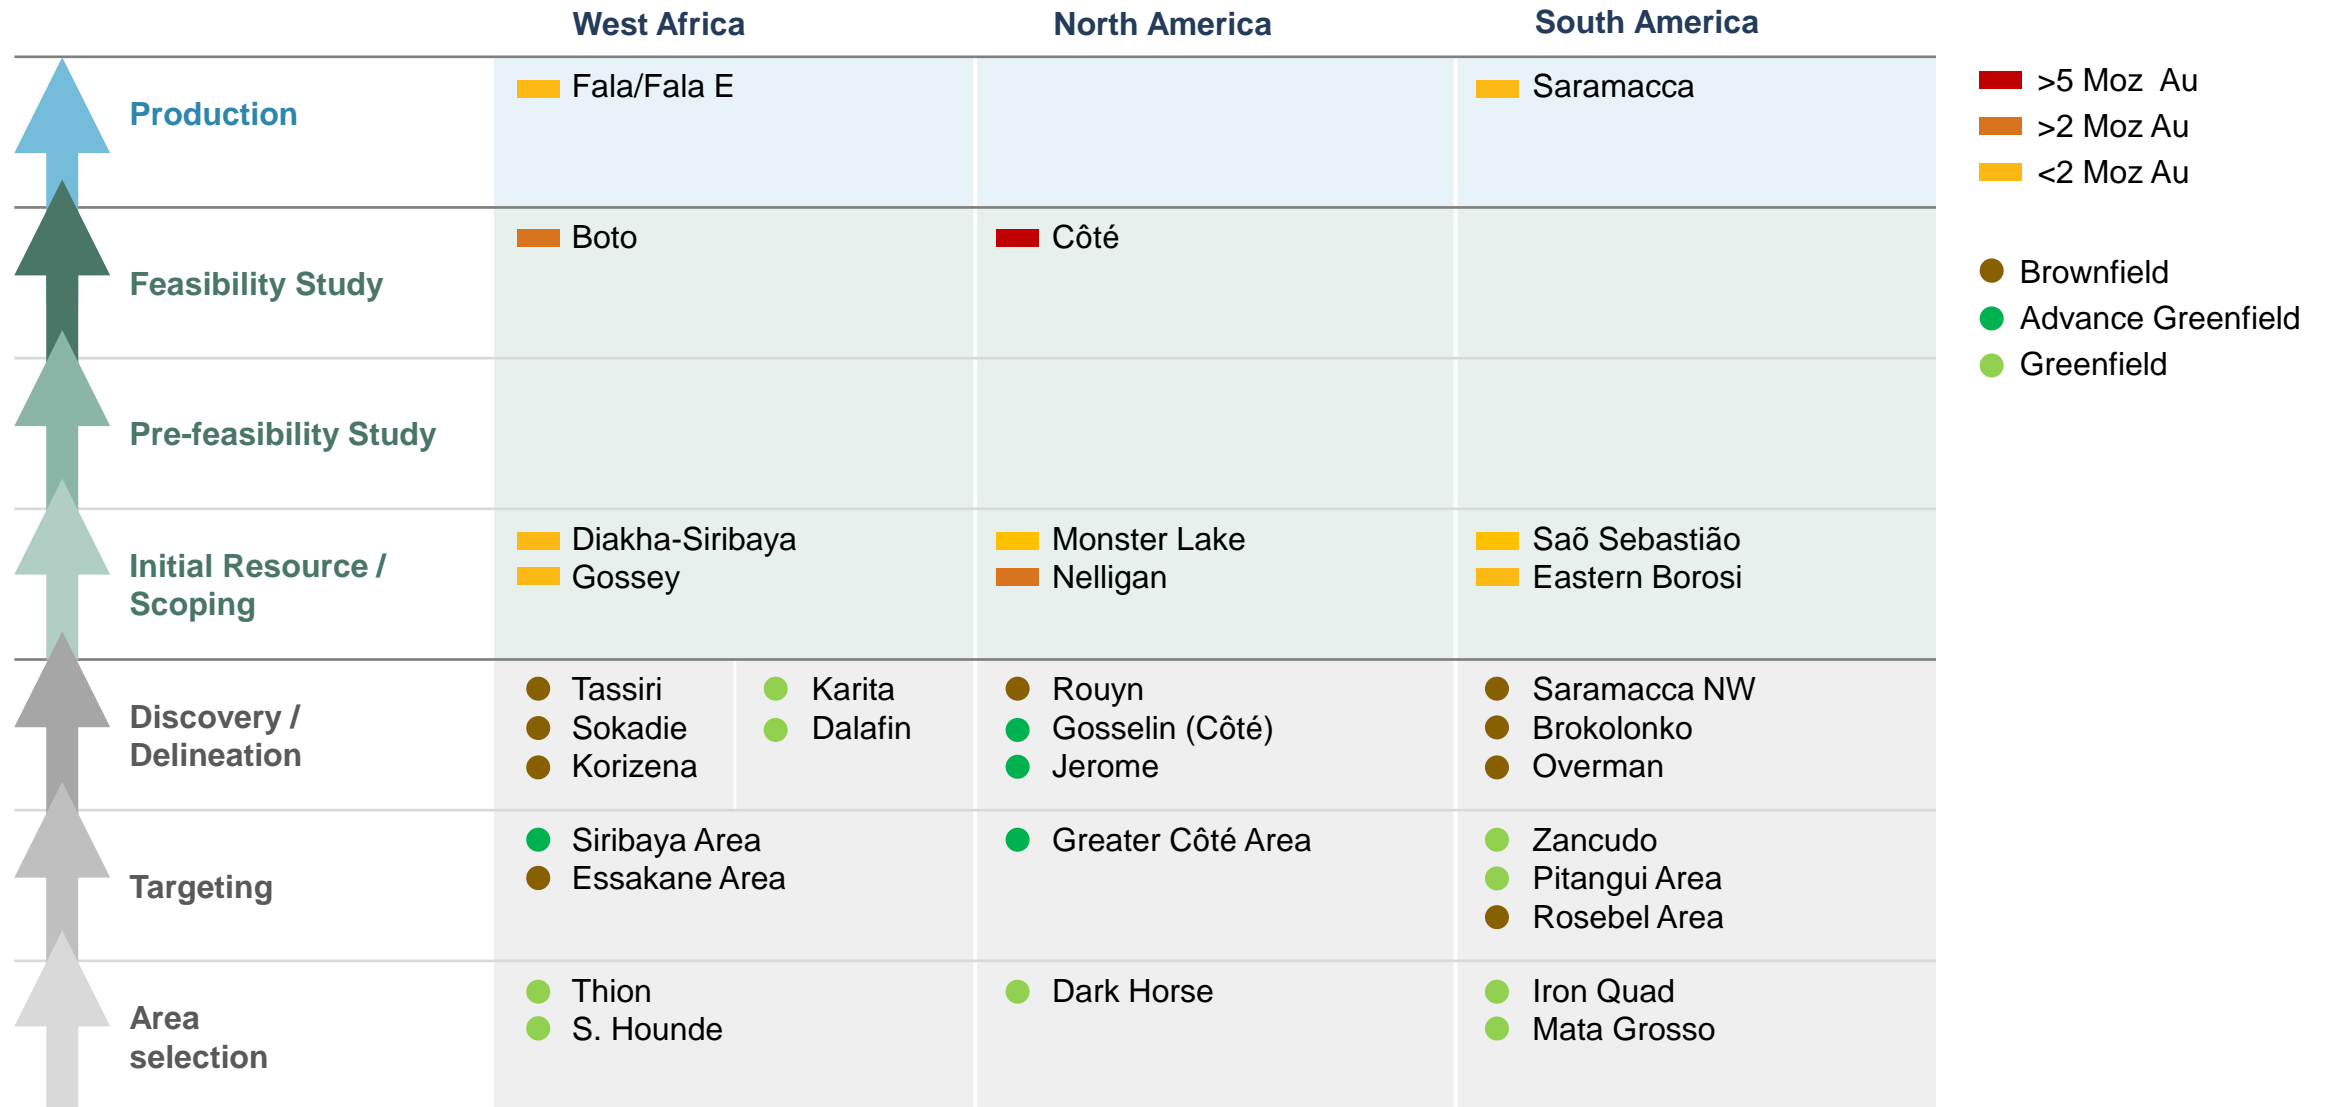 West Africa
North America
South America
Production
Fala/Fala E
Saramacca
>5 Moz Au
>2 Moz Au
<2 Moz Au
Feasibility Study
Boto
Côté
Brownfield
Advance Greenfield
Greenfield
Pre-feasibility Study
Initial Resource /
Scoping
Diakha-Siribaya
Gossey
Monster Lake
Nelligan
Saõ Sebastião
Eastern Borosi
Discovery /
Delineation
Tassiri
Sokadie
Korizena
Karita
Dalafin
Rouyn
Gosselin (Côté)
Jerome
Saramacca NW
Brokolonko
Overman
Targeting
Siribaya Area
Essakane Area
Greater Côté Area
Zancudo
Pitangui Area
Rosebel Area
Area
selection
Thion
S. Hounde
Dark Horse
Iron Quad
Mata Grosso